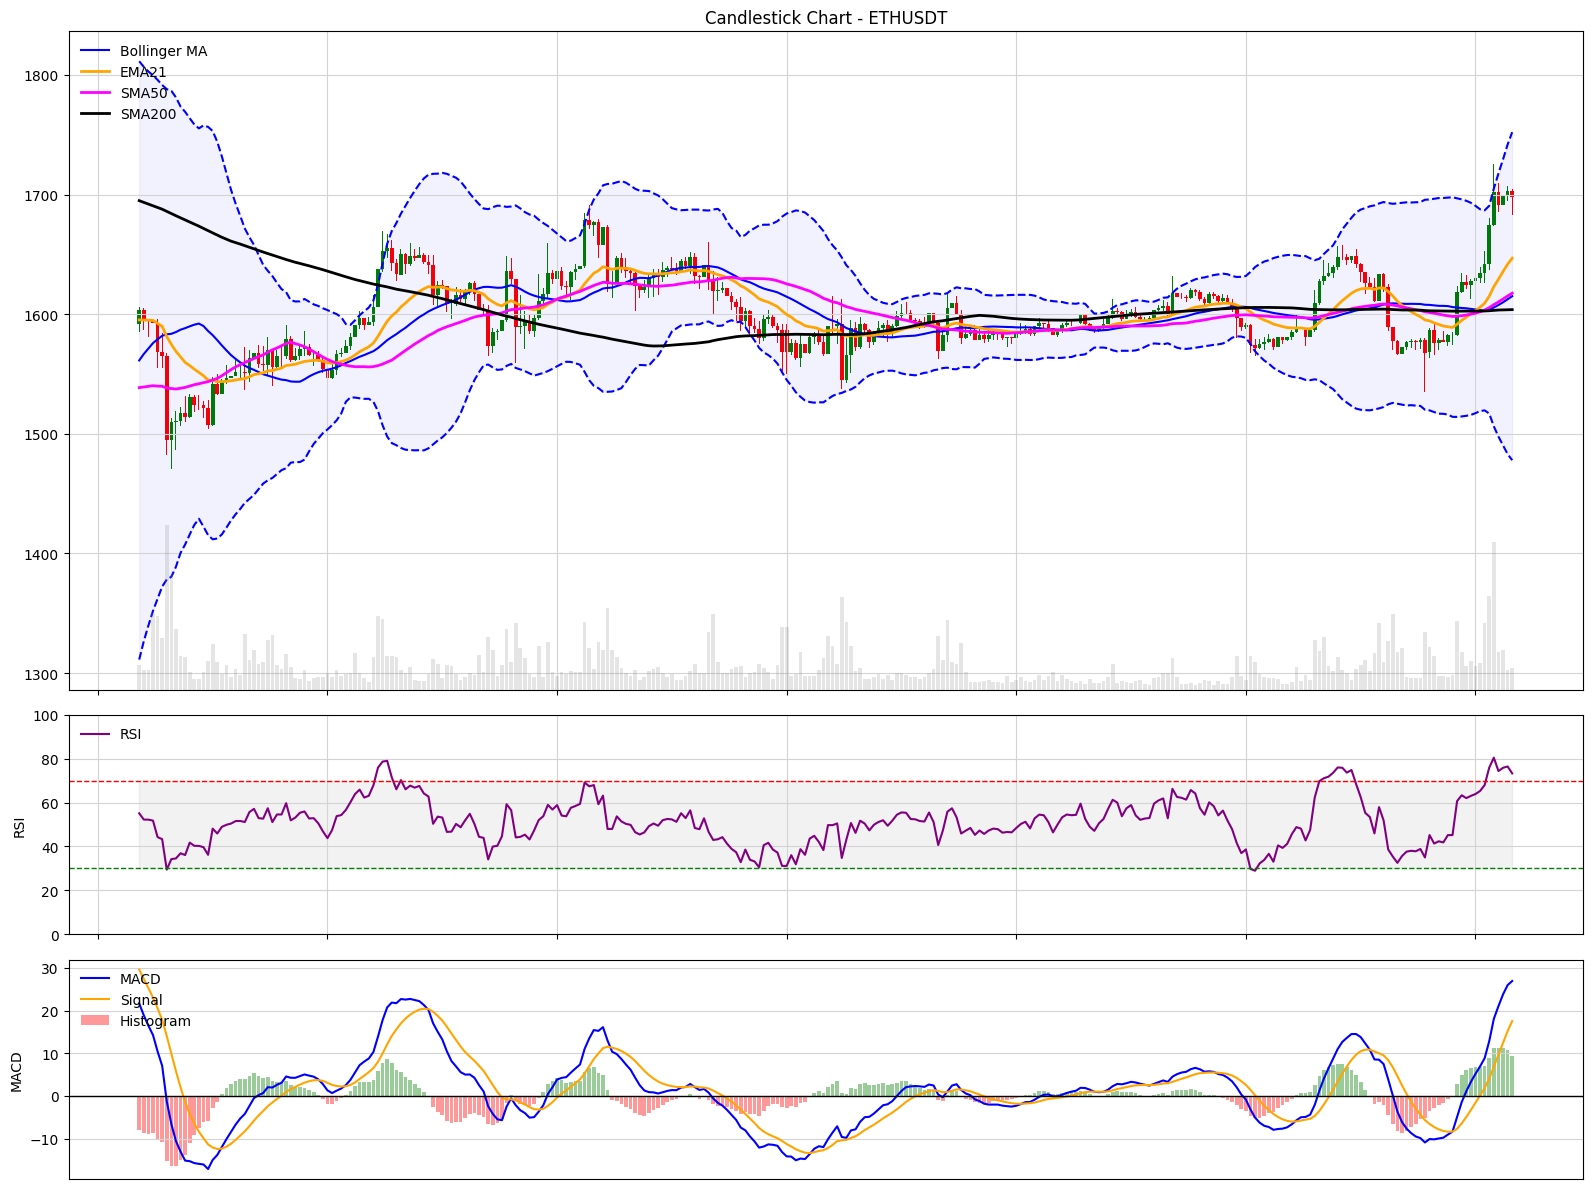 Candlestick Chart - ETHUSDT
Bollinger MA
EMA21
SMA50
SMA200
1800
1700
1600
1500
1400
1300
RSI
100
80
60
40
20
0
RSI
MACD
Signal
Histogram
30
20
10
0
−10
MACD